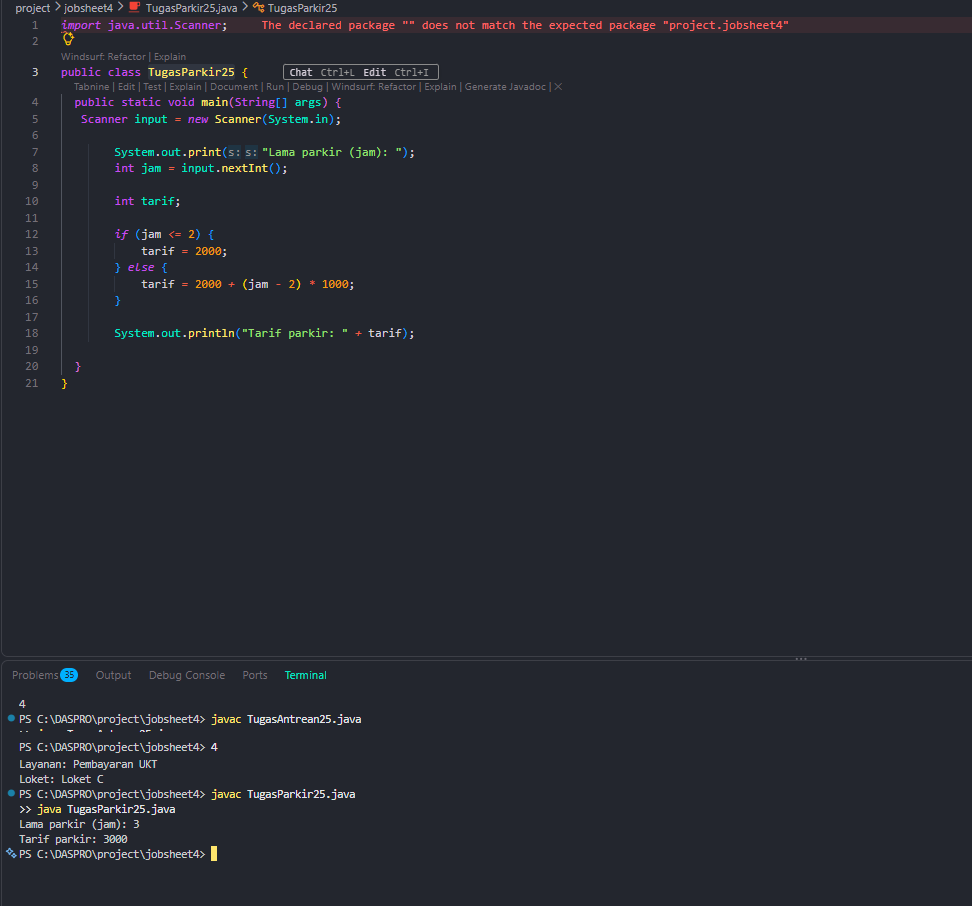 project > jobsheet4 > TugasParkir25.java > TugasParkir25
1 import java.util.Scanner; The declared package "" does not match the expected package "project.jobsheet4"
2
Windsurf: Refactor | Explain
3 public class TugasParkir25 { Chat Ctrl+L Edit Ctrl+I
Tabnine | Edit | Test | Explain | Document | Run | Debug | Windsurf: Refactor | Explain | Generate Javadoc | ×
4 public static void main(String[] args) {
5 Scanner input = new Scanner(System.in);
6
7 System.out.print(s: s: "Lama parkir (jam): ");
8 int jam = input.nextInt();
9
10 int tarif;
11
12 if (jam <= 2) {
13 tarif = 2000;
14 } else {
15 tarif = 2000 + (jam - 2) * 1000;
16 }
17
18 System.out.println("Tarif parkir: " + tarif);
19
20 }
21 }
Problems 35 Output Debug Console Ports Terminal
4
PS C:\DASPRO\project\jobsheet4> javac TugasAntrean25.java
PS C:\DASPRO\project\jobsheet4> 4
Layanan: Pembayaran UKT
Loket: Loket C
PS C:\DASPRO\project\jobsheet4> javac TugasParkir25.java
>> java TugasParkir25.java
Lama parkir (jam): 3
Tarif parkir: 3000
PS C:\DASPRO\project\jobsheet4>